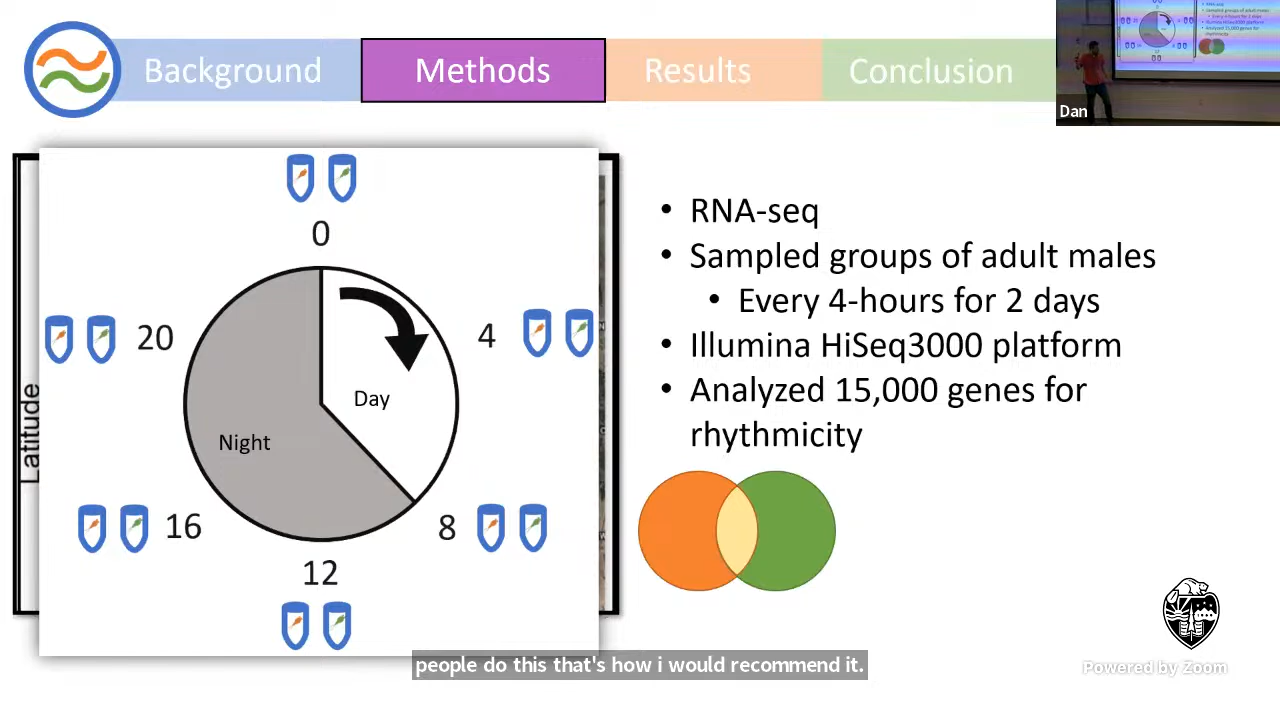 Background
Methods
Results
Conclusion
Dan
0
20
4
Day
Night
Latitude
16
8
12
• RNA-seq
• Sampled groups of adult males
• Every 4-hours for 2 days
• Illumina HiSeq3000 platform
• Analyzed 15,000 genes for
rhythmicity
people do this that's how i would recommend it.
Powered by Zoom